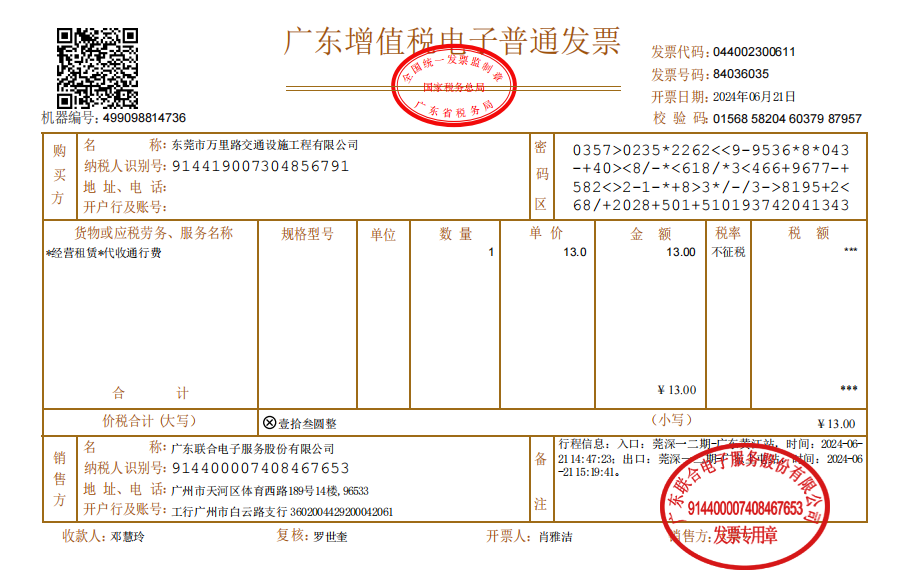 广东增值税电子普通发票
全国统一发票监制章
国家税务总局
广东省税务局
发票代码: 044002300611
发票号码: 84036035
开票日期: 2024年06月21日
机器编号: 499098814736
校 验 码: 01568 58204 60379 87957
购买方
名 称: 东莞市万里路交通设施工程有限公司
纳税人识别号: 914419007304856791
地 址、电 话:
开户行及账号:
密码区
0357>0235*2262<<9-9536*8*043
-+40><8/-*<618/*3<466+9677-+
582<>2-1-*+8>3*/-/3->8195+2<
68/+2028+501+510193742041343
货物或应税劳务、服务名称 规格型号 单位 数 量 单 价 金 额 税率 税 额
*经营租赁*代收通行费 1 13.0 13.00 不征税 ***
合 计 ¥13.00 ***
价税合计 (大写) ⊗壹拾叁圆整 (小写) ¥13.00
销售方
名 称: 广东联合电子服务股份有限公司
纳税人识别号: 914400007408467653
地 址、电 话: 广州市天河区体育西路189号14楼, 96533
开户行及账号: 工行广州市白云路支行 3602004429200042061
备注
行程信息: 入口: 莞深一二期-广东黄江站, 时间: 2024-06-
21 14:47:23; 出口: 莞深一二期-广东 站, 时间: 2024-06
-21 15:19:41。
广东联合电子服务股份有限公司
914400007408467653
发票专用章
收款人: 邓慧玲 复核: 罗世奎 开票人: 肖雅洁 销售方: